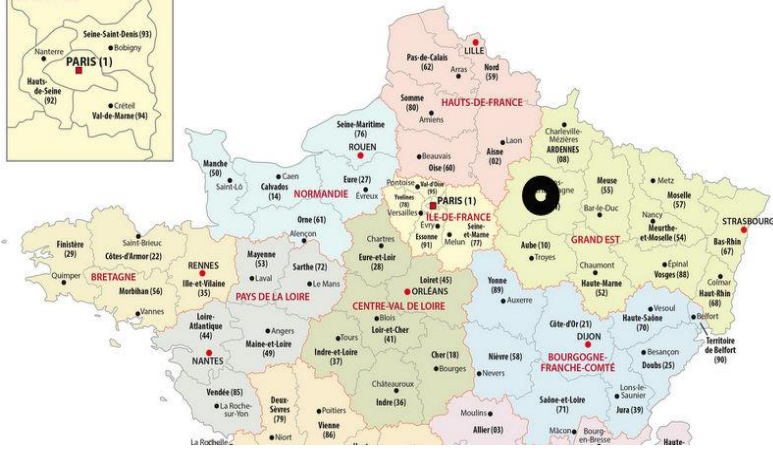 Seine-Saint-Denis (93)
Bobigny
Nanterre
PARIS (1)
Hauts-
de-Seine
(92)
Créteil
Val-de-Marne (94)
LILLE
Pas-de-Calais
(62)
Nord
(59)
Arras
Somme
(80)
HAUTS-DE-FRANCE
Amiens
Laon
Aisne
(02)
Beauvais
Oise (60)
Charleville-
Mézières
ARDENNES
(08)
Seine-Maritime
(76)
ROUEN
Manche
(50)
Saint-Lô
Caen
Calvados
(14)
Eure (27)
Évreux
NORMANDIE
Orne (61)
Alençon
Pontoise
Val-d'Oise
(95)
Yvelines
(78)
Versailles
PARIS (1)
ÎLE-DE-FRANCE
Évry
Essonne
(91)
Melun
Seine-
et-Marne
(77)
Meuse
(55)
Metz
Moselle
(57)
Bar-le-Duc
Nancy
Meurthe-
et-Moselle (54)
STRASBOURG
Bas-Rhin
(67)
GRAND EST
Aube (10)
Troyes
Chaumont
Haute-Marne
(52)
Épinal
Vosges (88)
Colmar
Haut-Rhin
(68)
Finistère
(29)
Saint-Brieuc
Côtes-d'Armor (22)
Quimper
BRETAGNE
RENNES
Ille-et-Vilaine
(35)
Morbihan (56)
Vannes
Mayenne
(53)
Laval
Sarthe (72)
Le Mans
PAYS DE LA LOIRE
Loire-
Atlantique
(44)
NANTES
Angers
Maine-et-Loire
(49)
Vendée (85)
La Roche-
sur-Yon
Chartres
Eure-et-Loir
(28)
Loiret (45)
ORLÉANS
CENTRE-VAL DE LOIRE
Blois
Loir-et-Cher
(41)
Tours
Indre-et-Loire
(37)
Cher (18)
Bourges
Châteauroux
Indre (36)
Yonne
(89)
Auxerre
Côte-d'Or (21)
DIJON
Nièvre (58)
Nevers
BOURGOGNE-
FRANCHE-COMTÉ
Haute-Saône
(70)
Vesoul
Belfort
Territoire
de Belfort
(90)
Besançon
Doubs (25)
Lons-le-
Saunier
Jura (39)
Saône-et-Loire
(71)
Mâcon
Deux-
Sèvres
(79)
Poitiers
Vienne
(86)
Niort
La Rochelle
Moulins
Allier (03)
Bourg-
en-Bresse
Haute-